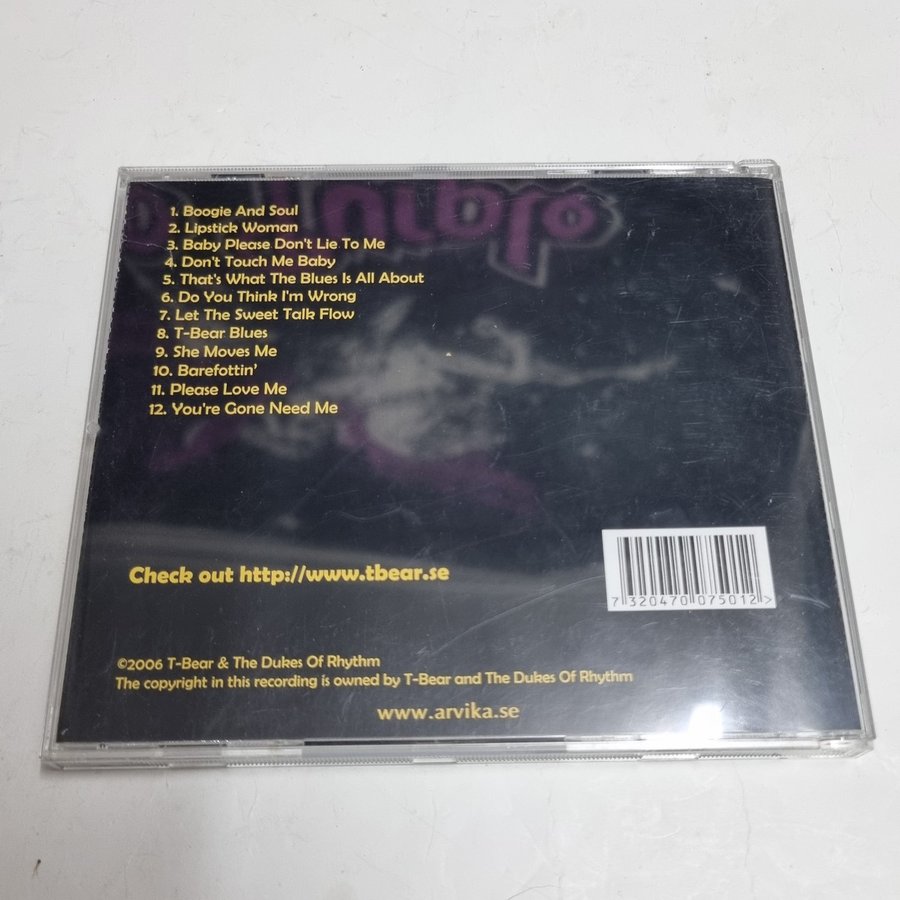 1. Boogie And Soul
2. Lipstick Woman
3. Baby Please Don't Lie To Me
4. Don't Touch Me Baby
5. That's What The Blues Is All About
6. Do You Think I'm Wrong
7. Let The Sweet Talk Flow
8. T-Bear Blues
9. She Moves Me
10. Barefottin'
11. Please Love Me
12. You're Gone Need Me
Check out http://www.tbear.se
7 320470 075012 >
©2006 T-Bear & The Dukes Of Rhythm
The copyright in this recording is owned by T-Bear and The Dukes Of Rhythm
www.arvika.se